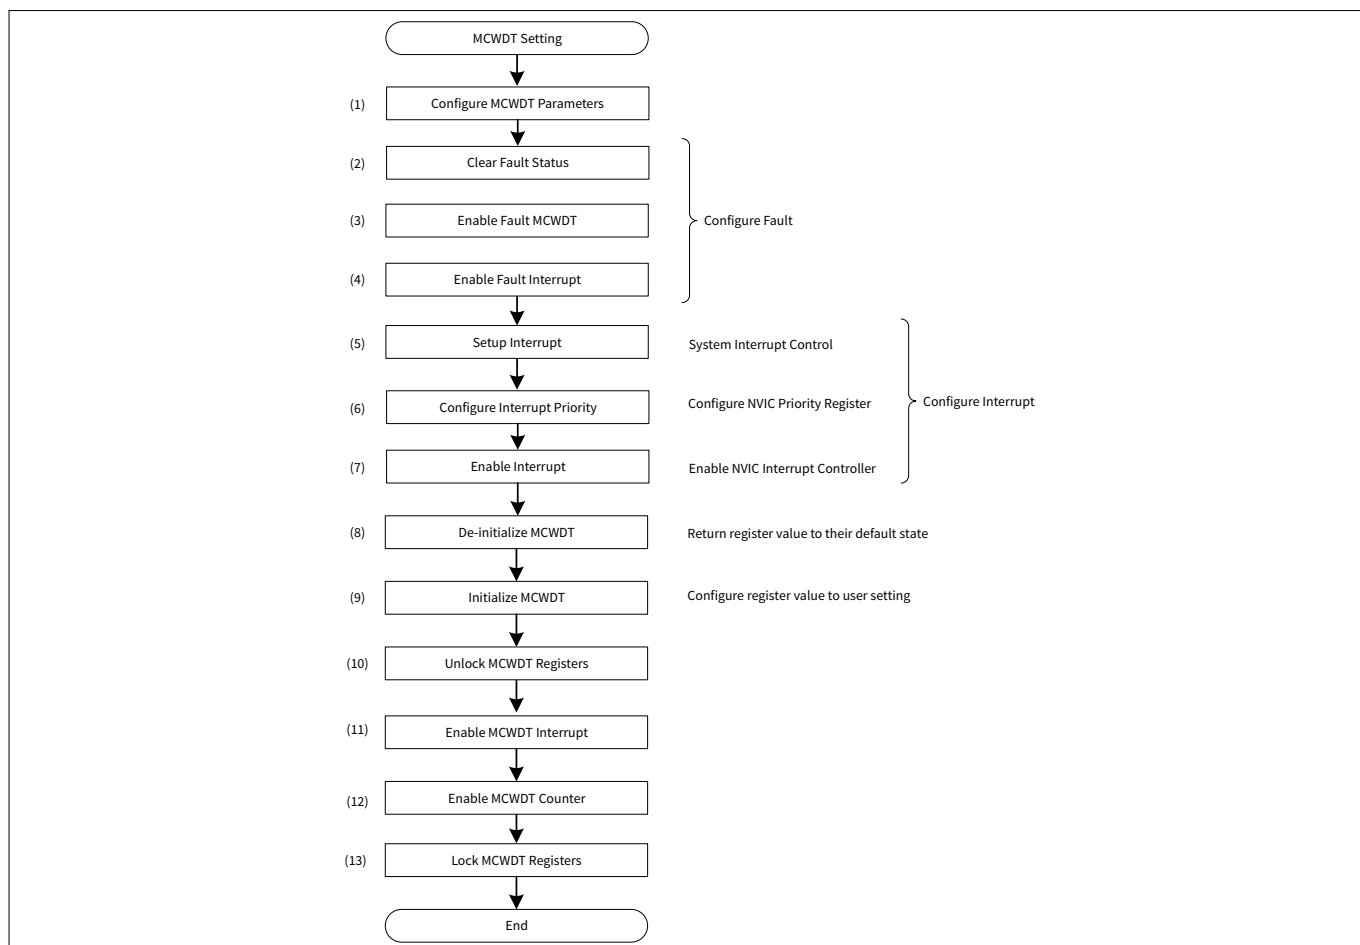 MCWDT Setting
(1) Configure MCWDT Parameters
(2) Clear Fault Status
(3) Enable Fault MCWDT
Configure Fault
(4) Enable Fault Interrupt
(5) Setup Interrupt System Interrupt Control
(6) Configure Interrupt Priority Configure NVIC Priority Register
Configure Interrupt
(7) Enable Interrupt Enable NVIC Interrupt Controller
(8) De-initialize MCWDT Return register value to their default state
(9) Initialize MCWDT Configure register value to user setting
(10) Unlock MCWDT Registers
(11) Enable MCWDT Interrupt
(12) Enable MCWDT Counter
(13) Lock MCWDT Registers
End